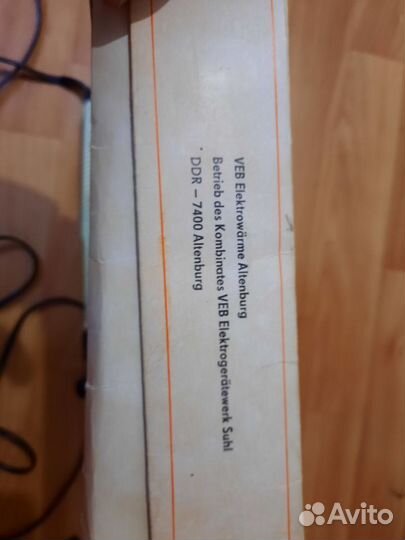 VEB Elektrowärme Altenburg
Betrieb des Kombinates VEB Elektrogerätewerk Suhl
DDR – 7400 Altenburg
Avito